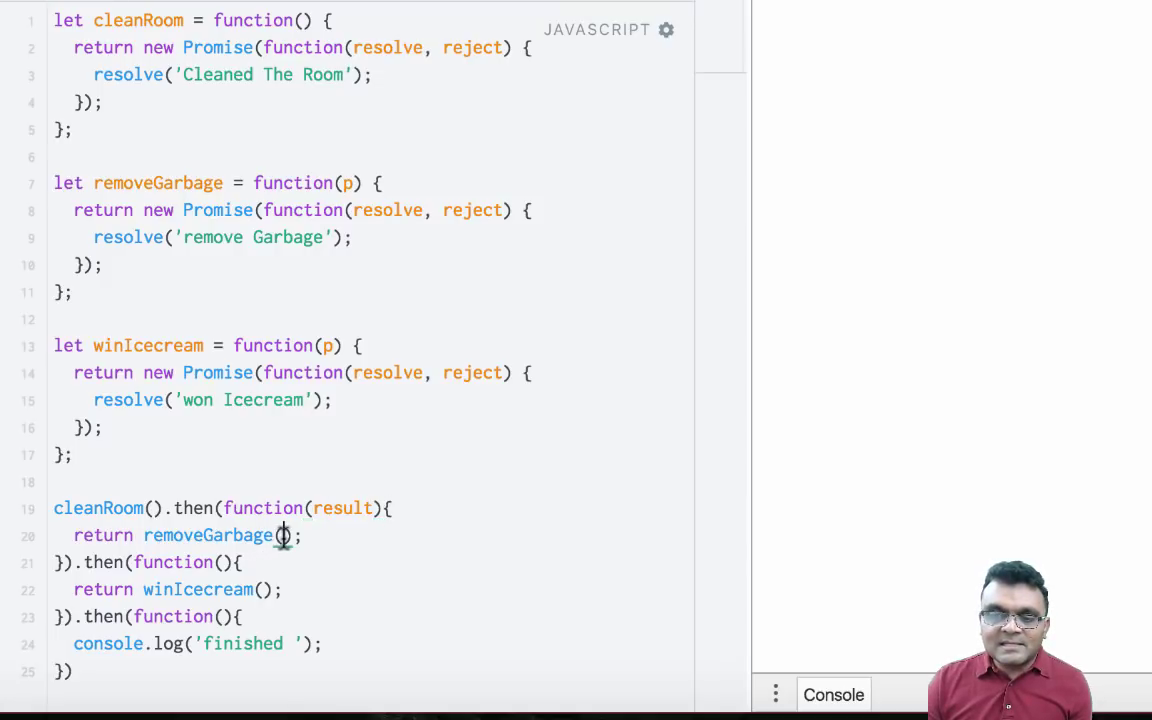 JAVASCRIPT
1 let cleanRoom = function() {
2 return new Promise(function(resolve, reject) {
3 resolve('Cleaned The Room');
4 });
5 };
6
7 let removeGarbage = function(p) {
8 return new Promise(function(resolve, reject) {
9 resolve('remove Garbage');
10 });
11 };
12
13 let winIcecream = function(p) {
14 return new Promise(function(resolve, reject) {
15 resolve('won Icecream');
16 });
17 };
18
19 cleanRoom().then(function(result){
20 return removeGarbage();
21 }).then(function(){
22 return winIcecream();
23 }).then(function(){
24 console.log('finished ');
25 })
Console